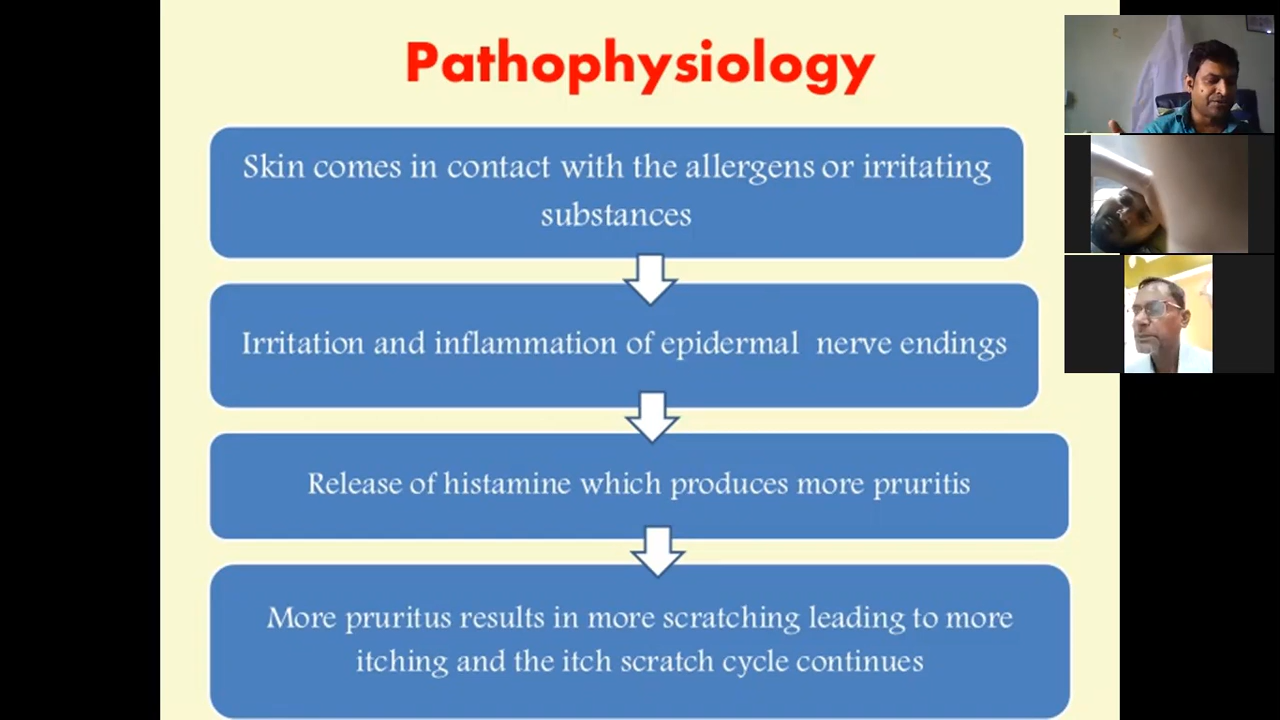 Pathophysiology
Skin comes in contact with the allergens or irritating
substances
Irritation and inflammation of epidermal nerve endings
Release of histamine which produces more pruritis
More pruritus results in more scratching leading to more
itching and the itch scratch cycle continues